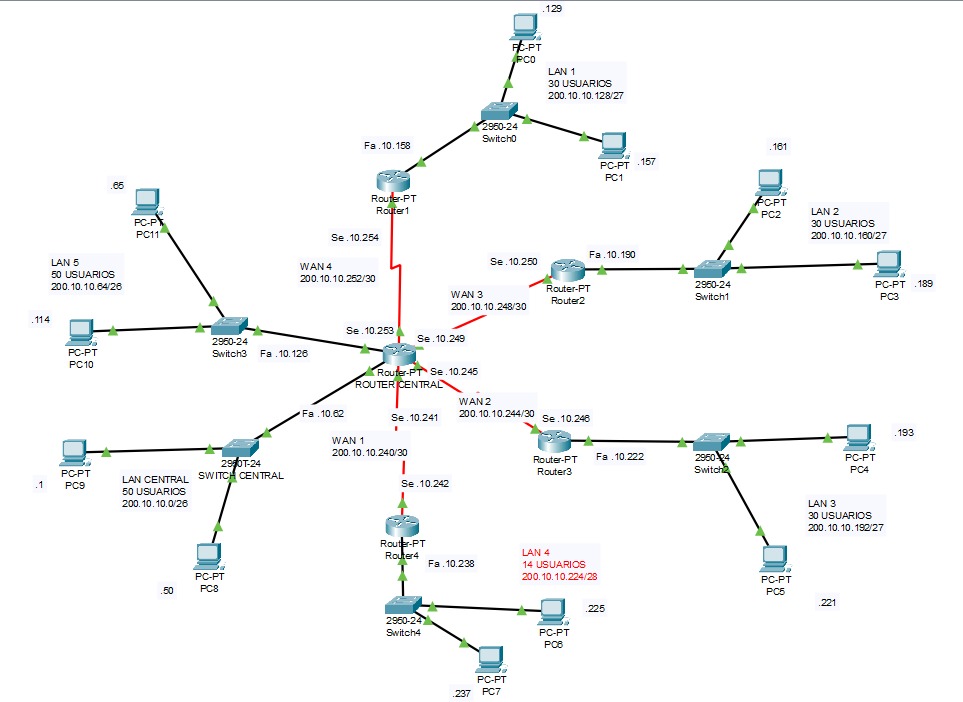 .129
PC-PT
PC0
LAN 1
30 USUARIOS
200.10.10.128/27
2950-24
Switch0
Fa .10.158
PC-PT
PC1
.157
Router-PT
Router1
.161
PC-PT
PC2
.65
PC-PT
PC11
LAN 2
30 USUARIOS
200.10.10.160/27
Se .10.254
WAN 4
200.10.10.252/30
Se .10.250
Fa .10.190
Router-PT
Router2
2950-24
Switch1
PC-PT
PC3
.189
LAN 5
50 USUARIOS
200.10.10.64/26
WAN 3
200.10.10.248/30
.114
PC-PT
PC10
2950-24
Switch3
Fa .10.126
Se .10.253
Se .10.249
Router-PT
ROUTER CENTRAL
Se .10.245
WAN 2
200.10.10.244/30
Se .10.246
Fa .10.62
Se .10.241
WAN 1
200.10.10.240/30
Router-PT
Router3
Fa .10.222
2950-24
Switch2
PC-PT
PC4
.193
.1
PC-PT
PC9
2950T-24
SWITCH CENTRAL
LAN CENTRAL
50 USUARIOS
200.10.10.0/26
Se .10.242
LAN 3
30 USUARIOS
200.10.10.192/27
Router-PT
Router4
Fa .10.238
LAN 4
14 USUARIOS
200.10.10.224/28
.50
PC-PT
PC8
PC-PT
PC5
.221
2950-24
Switch4
PC-PT
PC6
.225
PC-PT
PC7
.237